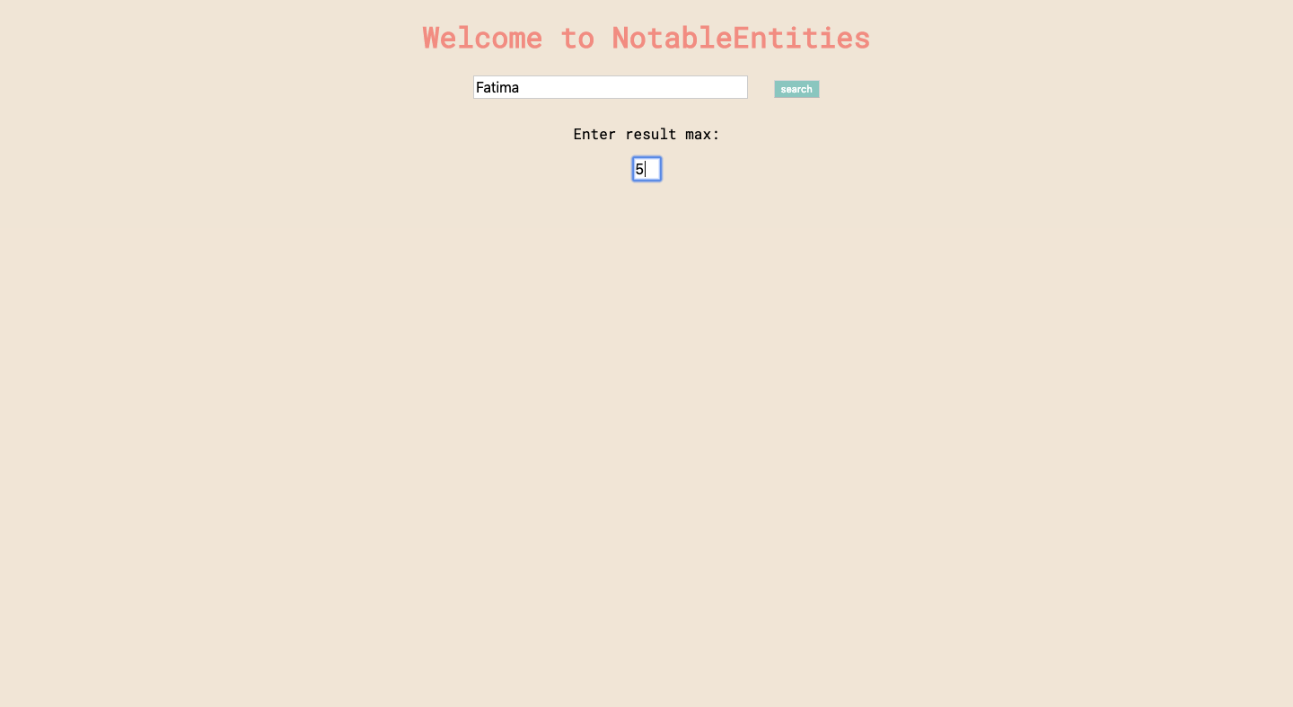 Welcome to NotableEntities
Fatima search
Enter result max:
5